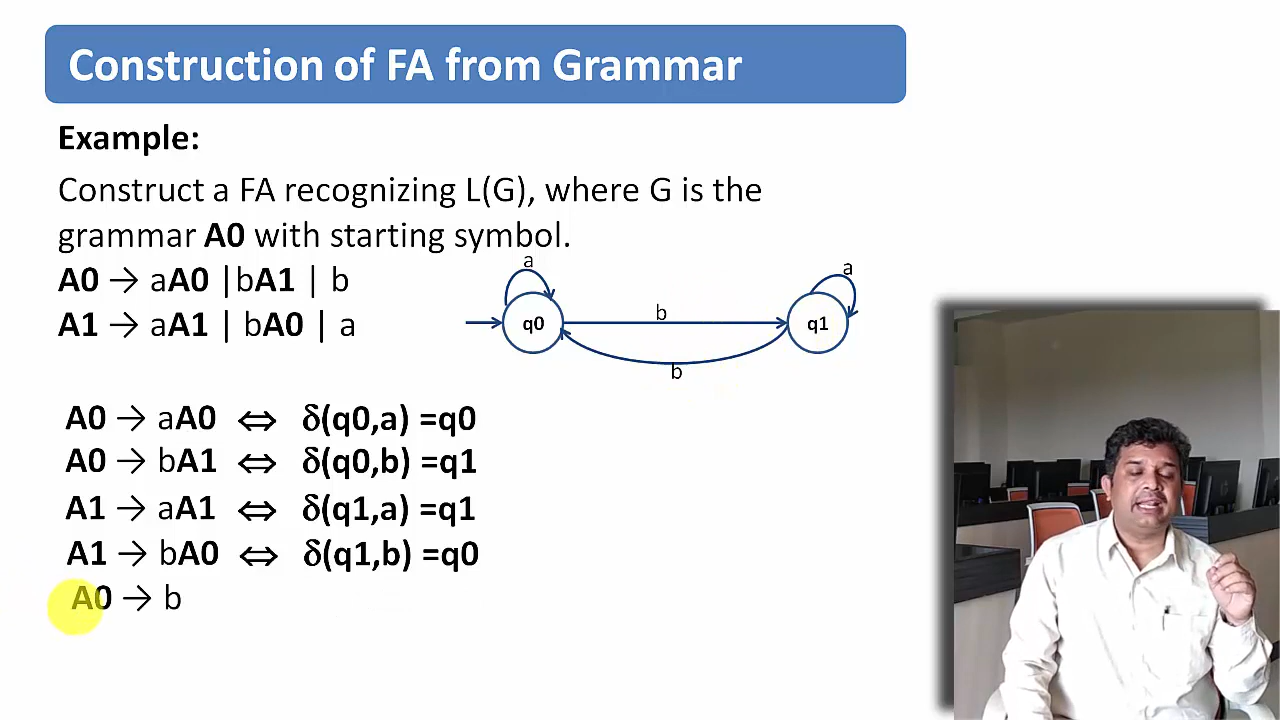 Construction of FA from Grammar
Example:
Construct a FA recognizing L(G), where G is the
grammar A0 with starting symbol.
A0 → aA0 |bA1 | b
A1 → aA1 | bA0 | a
a
a
q0
b
q1
b
A0 → aA0 ⇔ δ(q0,a) =q0
A0 → bA1 ⇔ δ(q0,b) =q1
A1 → aA1 ⇔ δ(q1,a) =q1
A1 → bA0 ⇔ δ(q1,b) =q0
A0 → b